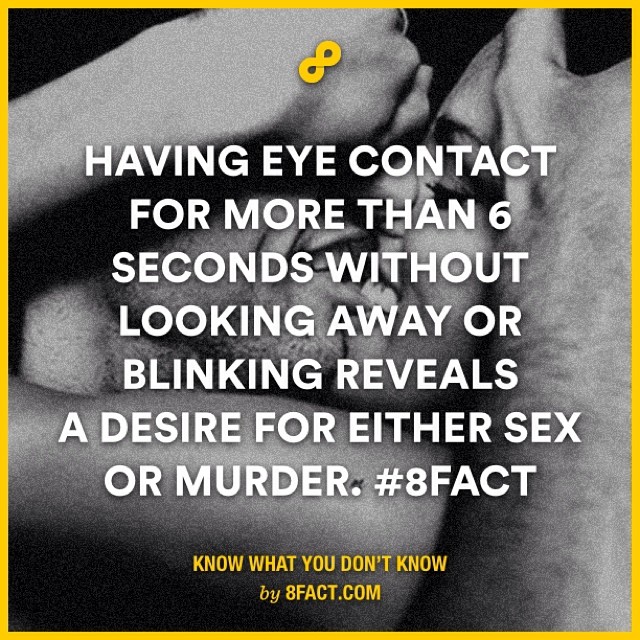 HAVING EYE CONTACT
FOR MORE THAN 6
SECONDS WITHOUT
LOOKING AWAY OR
BLINKING REVEALS
A DESIRE FOR EITHER SEX
OR MURDER. #8FACT
KNOW WHAT YOU DON'T KNOW
by 8FACT.COM